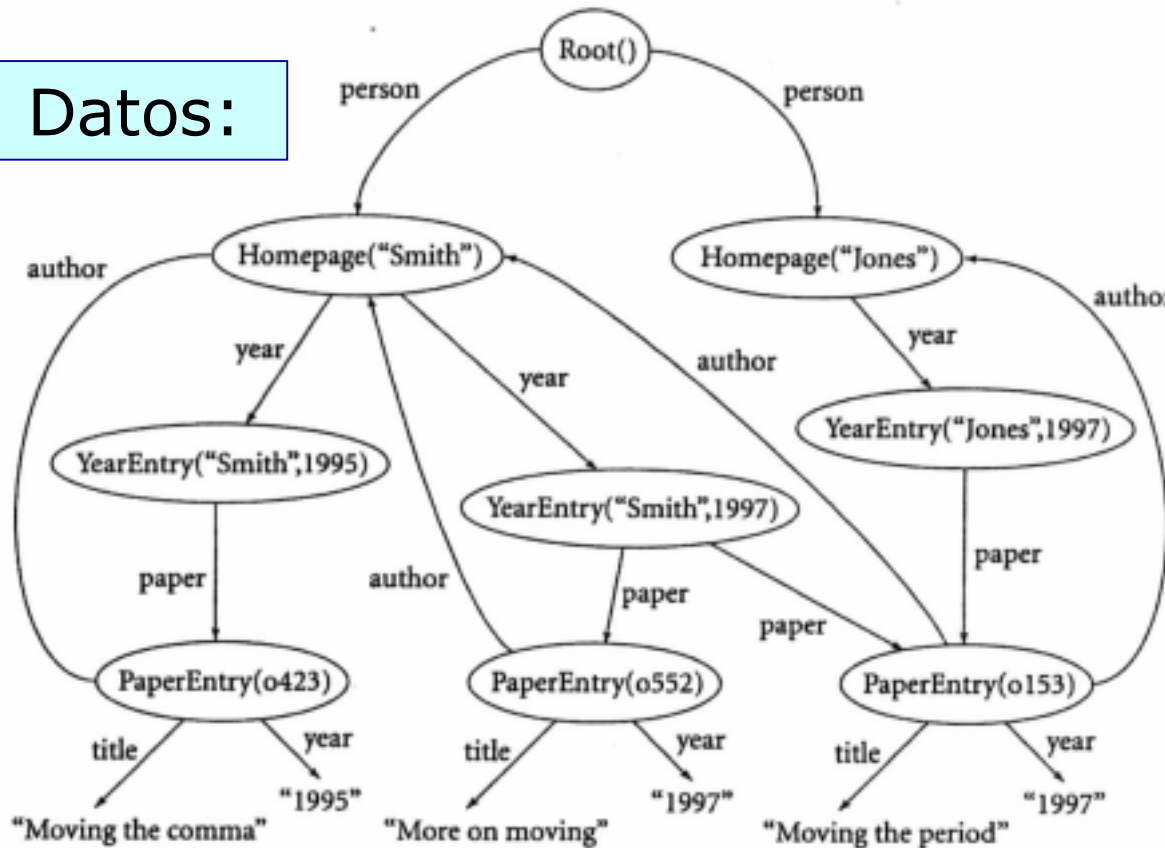 Root()
person
person
Datos:
Homepage("Smith")
Homepage("Jones")
author
author
year
year
author
year
YearEntry("Jones",1997)
YearEntry("Smith",1995)
YearEntry("Smith",1997)
paper
paper
author
paper
paper
PaperEntry(o423)
PaperEntry(o552)
PaperEntry(o153)
title
year
title
year
title
year
"1995"
"1997"
"1997"
"Moving the comma"
"More on moving"
"Moving the period"